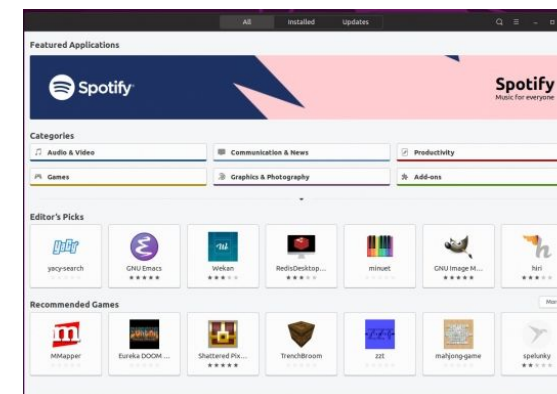 All Installed Updates
Featured Applications
Spotify
Spotify
Music for everyone
Categories
Audio & Video Communication & News Productivity
Games Graphics & Photography Add-ons
Editor's Picks
yacy-search GNU Emacs Wekan RedisDesktop... minuet GNU Image M... hiri
Recommended Games
MMapper Eureka DOOM ... Shattered Pix... TrenchBroom zzt mahjong-game spelunky